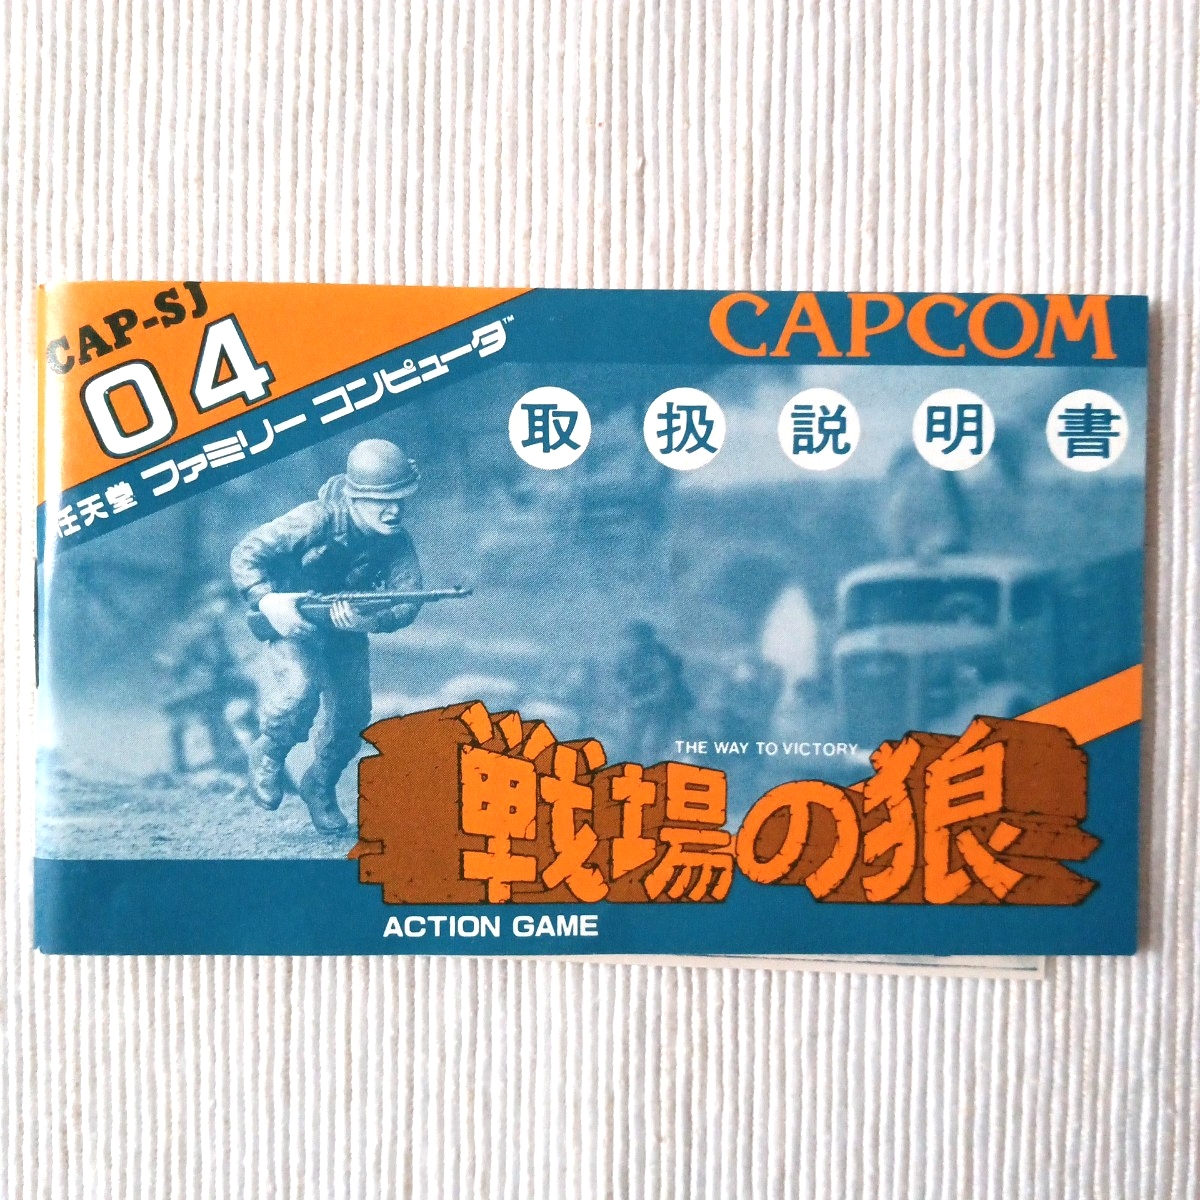 CAP-SJ
04
任天堂 ファミリー コンピュータ™
CAPCOM
取扱説明書
THE WAY TO VICTORY
戦場の狼
ACTION GAME